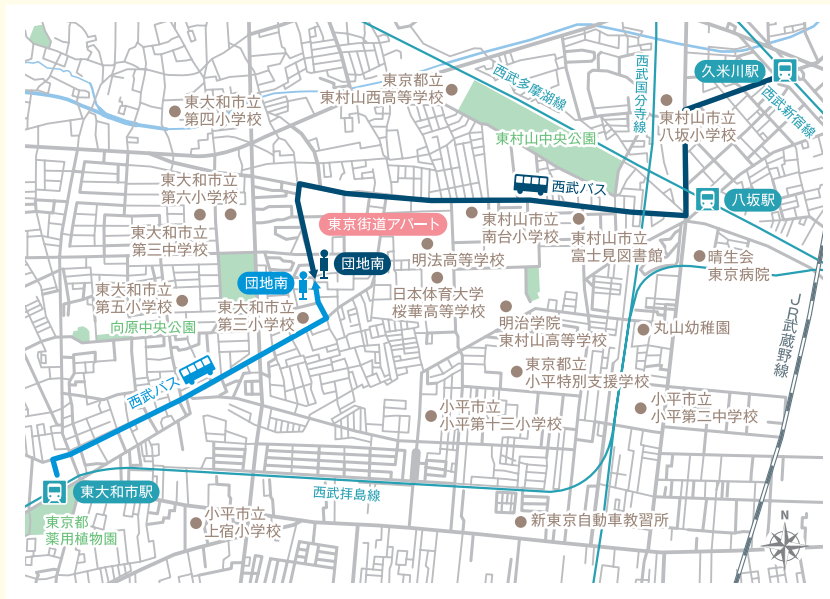 久米川駅
西武新宿線
西武国分寺線
東京都立
東村山西高等学校
西武多摩湖線
東大和市立
第四小学校
東村山市立
八坂小学校
東村山中央公園
東大和市立
第六小学校
西武バス
八坂駅
東京街道アパート
東村山市立
南台小学校
東大和市立
第三中学校
明法高等学校
東村山市立
富士見図書館
晴生会
東京病院
団地南
団地南
日本体育大学
桜華高等学校
東大和市立
第五小学校
東大和市立
第三小学校
JR武蔵野線
明治学院
東村山高等学校
向原中央公園
丸山幼稚園
東京都立
小平特別支援学校
西武バス
小平市立
小平第十三小学校
小平市立
小平第二中学校
東大和市駅
西武拝島線
東京都
薬用植物園
小平市立
上宿小学校
新東京自動車教習所
N